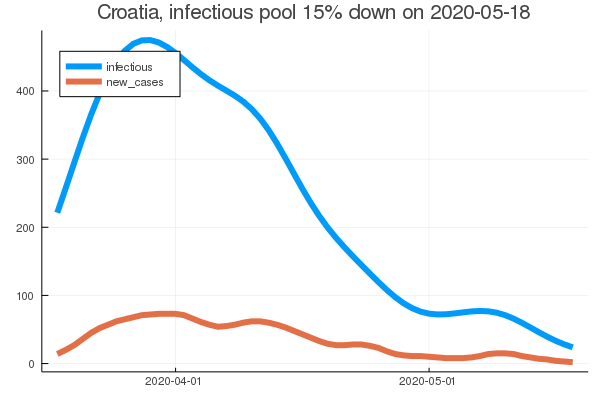 Croatia, infectious pool 15% down on 2020-05-18
infectious
new_cases
400
300
200
100
0
2020-04-01
2020-05-01